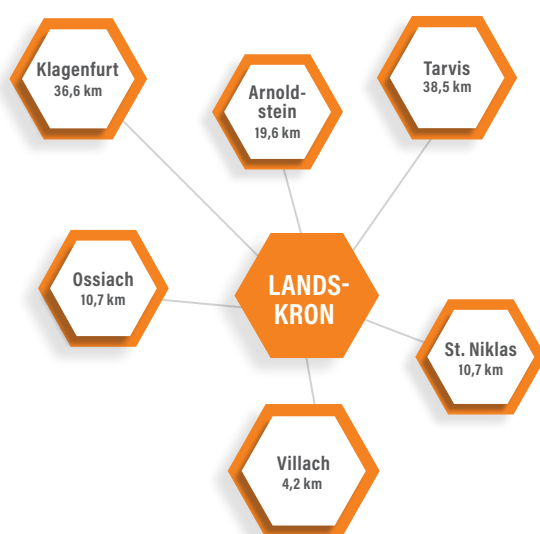 Klagenfurt
36,6 km
Arnold-
stein
19,6 km
Tarvis
38,5 km
Ossiach
10,7 km
LANDS-
KRON
St. Niklas
10,7 km
Villach
4,2 km